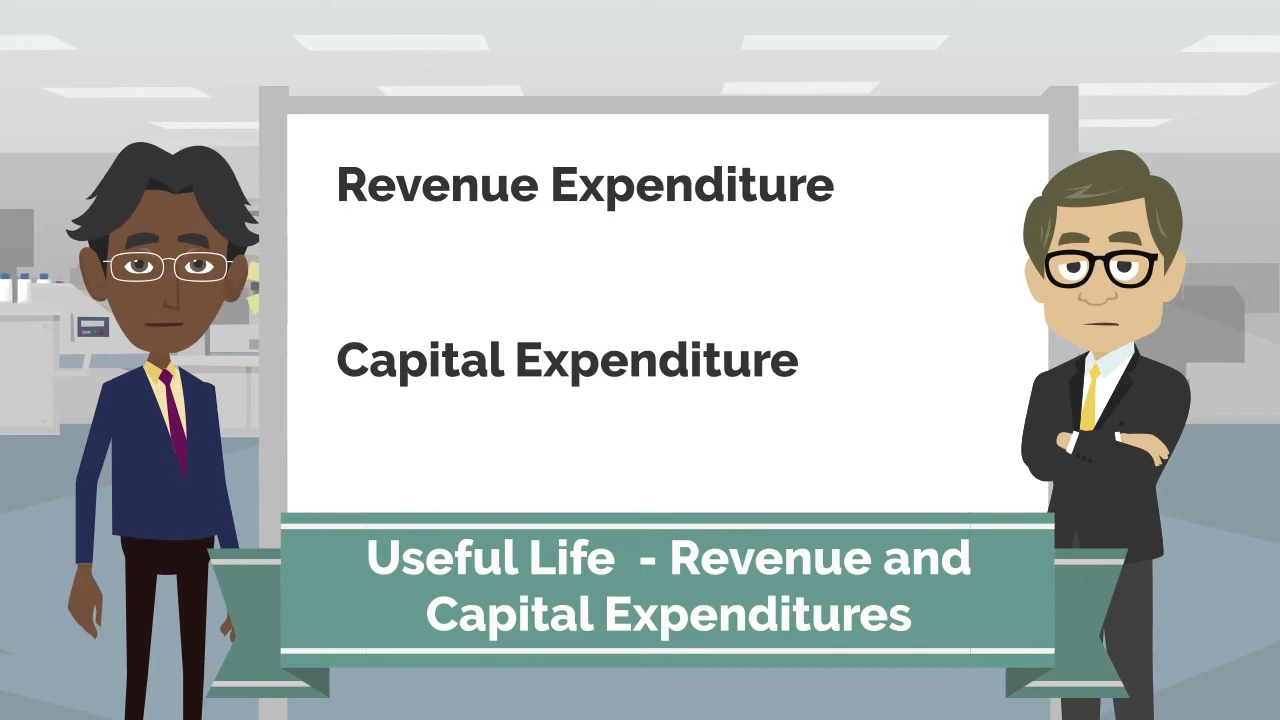 Revenue Expenditure
Capital Expenditure
Useful Life - Revenue and
Capital Expenditures